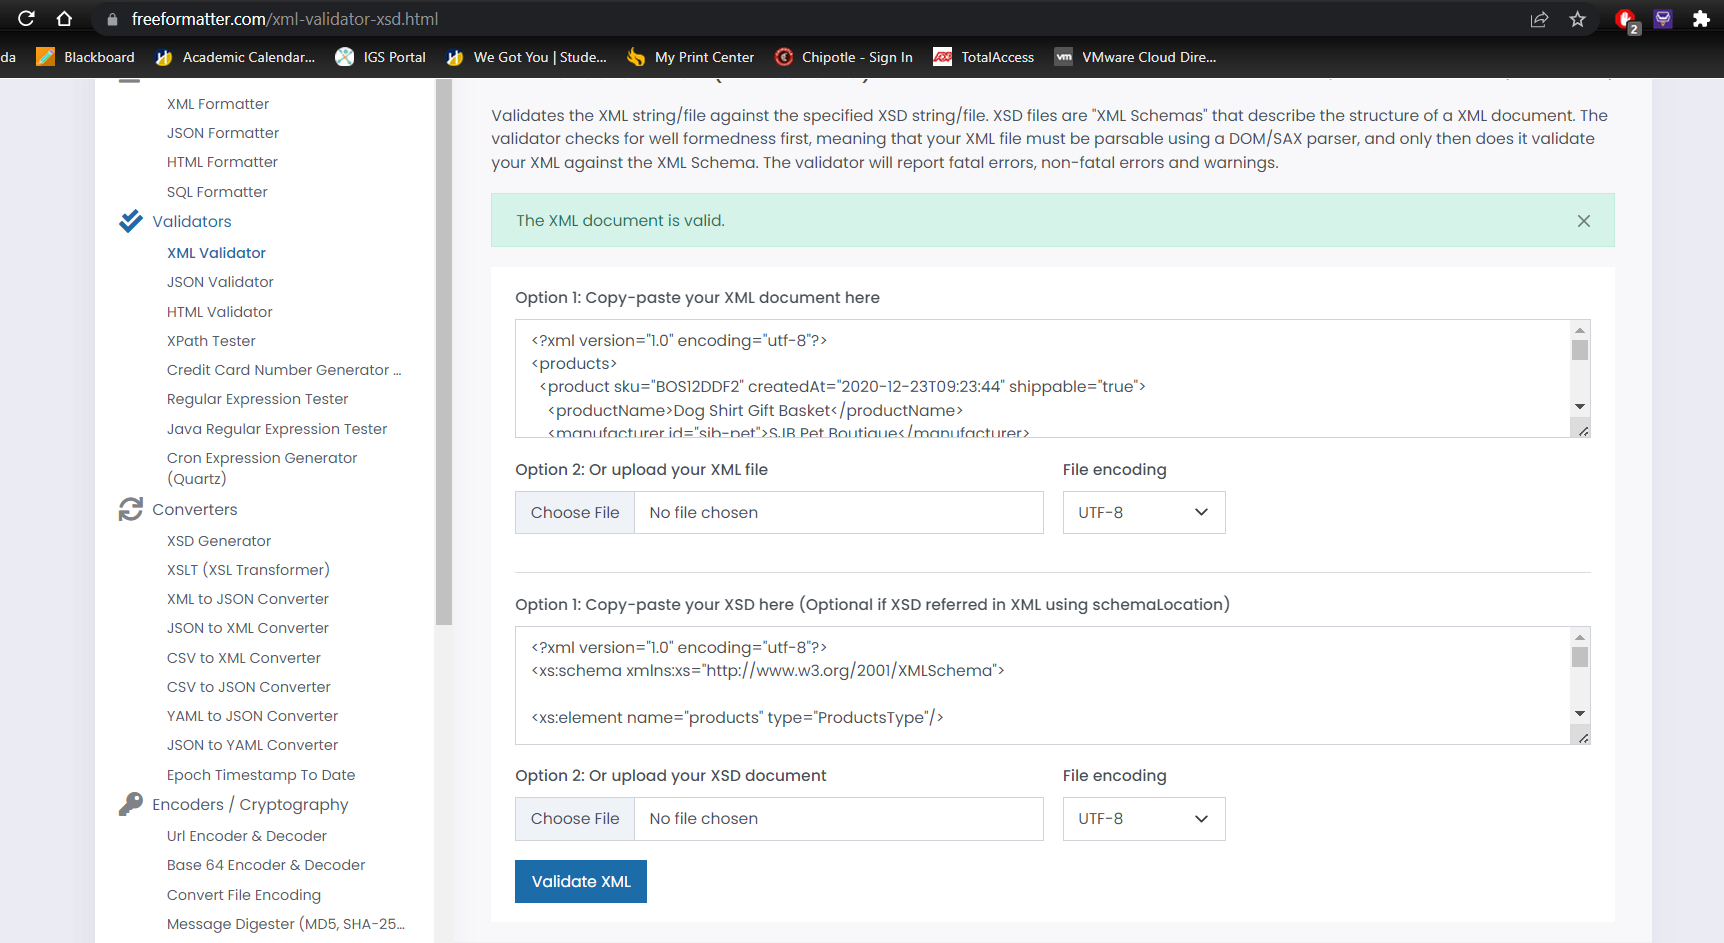 freeformatter.com/xml-validator-xsd.html
2
da
Blackboard
Academic Calendar...
IGS Portal
We Got You | Stude...
My Print Center
Chipotle - Sign In
TotalAccess
vm
VMware Cloud Dire...
XML Formatter
JSON Formatter
HTML Formatter
SQL Formatter
Validators
XML Validator
JSON Validator
HTML Validator
XPath Tester
Credit Card Number Generator ...
Regular Expression Tester
Java Regular Expression Tester
Cron Expression Generator
(Quartz)
Converters
XSD Generator
XSLT (XSL Transformer)
XML to JSON Converter
JSON to XML Converter
CSV to XML Converter
CSV to JSON Converter
YAML to JSON Converter
JSON to YAML Converter
Epoch Timestamp To Date
Encoders / Cryptography
Url Encoder & Decoder
Base 64 Encoder & Decoder
Convert File Encoding
Message Digester (MD5, SHA-25...
Validates the XML string/file against the specified XSD string/file. XSD files are "XML Schemas" that describe the structure of a XML document. The
validator checks for well formedness first, meaning that your XML file must be parsable using a DOM/SAX parser, and only then does it validate
your XML against the XML Schema. The validator will report fatal errors, non-fatal errors and warnings.
The XML document is valid.
Option 1: Copy-paste your XML document here
<?xml version="1.0" encoding="utf-8"?>
<products>
<product sku="BOS12DDF2" createdAt="2020-12-23T09:23:44" shippable="true">
<productName>Dog Shirt Gift Basket</productName>
<manufacturer id="sjb-pet">SJB Pet Boutique</manufacturer>
Option 2: Or upload your XML file
File encoding
Choose File
No file chosen
UTF-8
Option 1: Copy-paste your XSD here (Optional if XSD referred in XML using schemaLocation)
<?xml version="1.0" encoding="utf-8"?>
<xs:schema xmlns:xs="http://www.w3.org/2001/XMLSchema">
<xs:element name="products" type="ProductsType"/>
Option 2: Or upload your XSD document
File encoding
Choose File
No file chosen
UTF-8
Validate XML